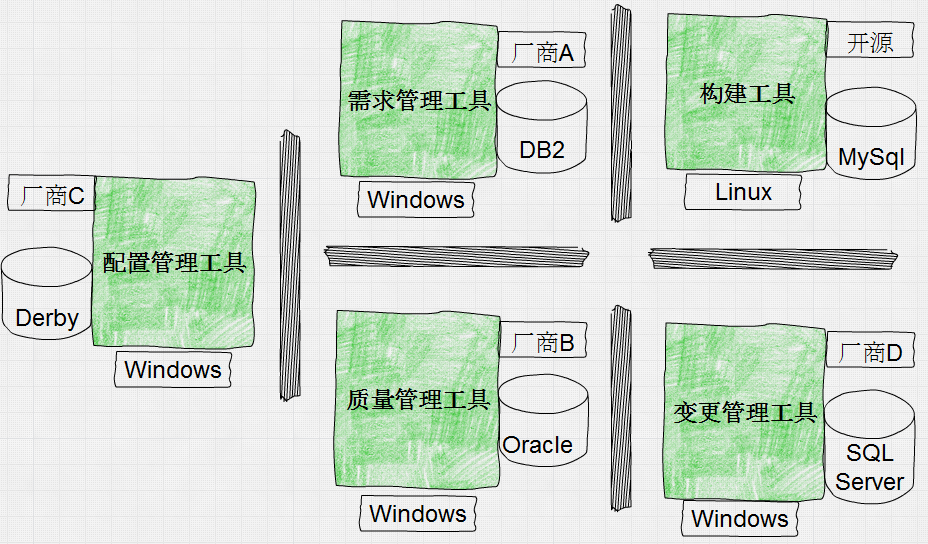 厂商A
需求管理工具
DB2
Windows
开源
构建工具
MySql
Linux
厂商C
配置管理工具
Derby
Windows
厂商B
质量管理工具
Oracle
Windows
厂商D
变更管理工具
SQL
Server
Windows